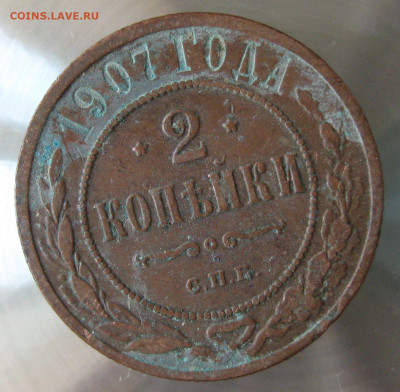 COINS.LAVE.RU
1907 ГОДА
2
КОПѢЙКИ
С.П.Б.